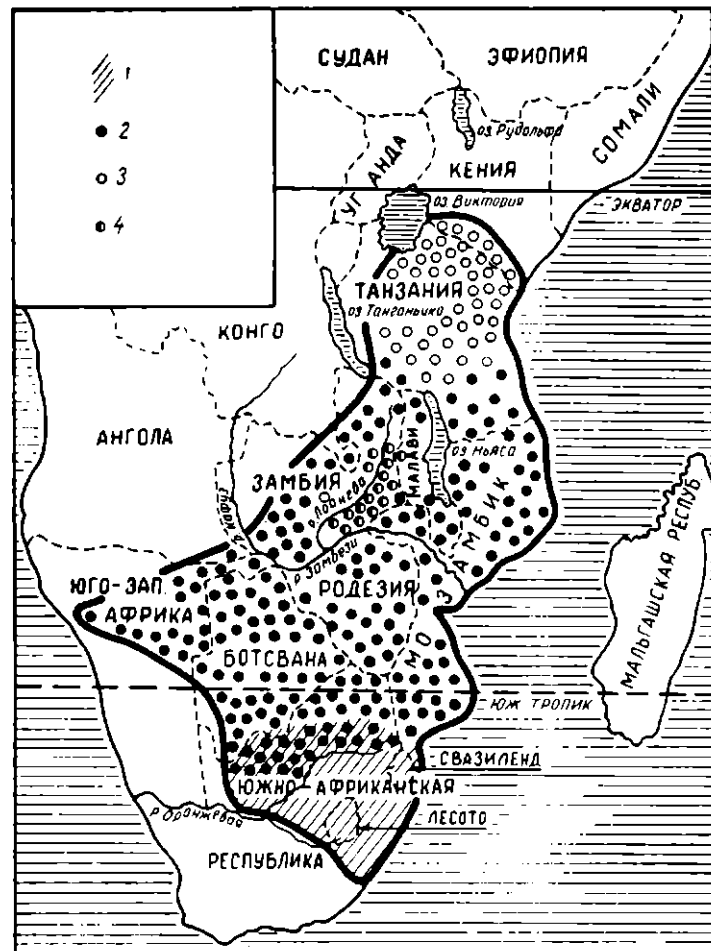 1
2
3
4
СУДАН
ЭФИОПИЯ
СОМАЛИ
оз Рудольфа
УГАНДА
КЕНИЯ
оз Виктория
ЭКВАТОР
ТАНЗАНИЯ
оз Танганьика
КОНГО
АНГОЛА
ЗАМБИЯ
МАЛАВИ
оз Ньяса
р Замбези
РОДЕЗИЯ
МОЗАМБИК
ЮГО-ЗАП.
АФРИКА
БОТСВАНА
МАЛЬГАШСКАЯ РЕСПУБ
ЮЖ ТРОПИК
СВАЗИЛЕНД
ЮЖНО-АФРИКАНСКАЯ
ЛЕСОТО
р Оранжевая
РЕСПУБЛИКА